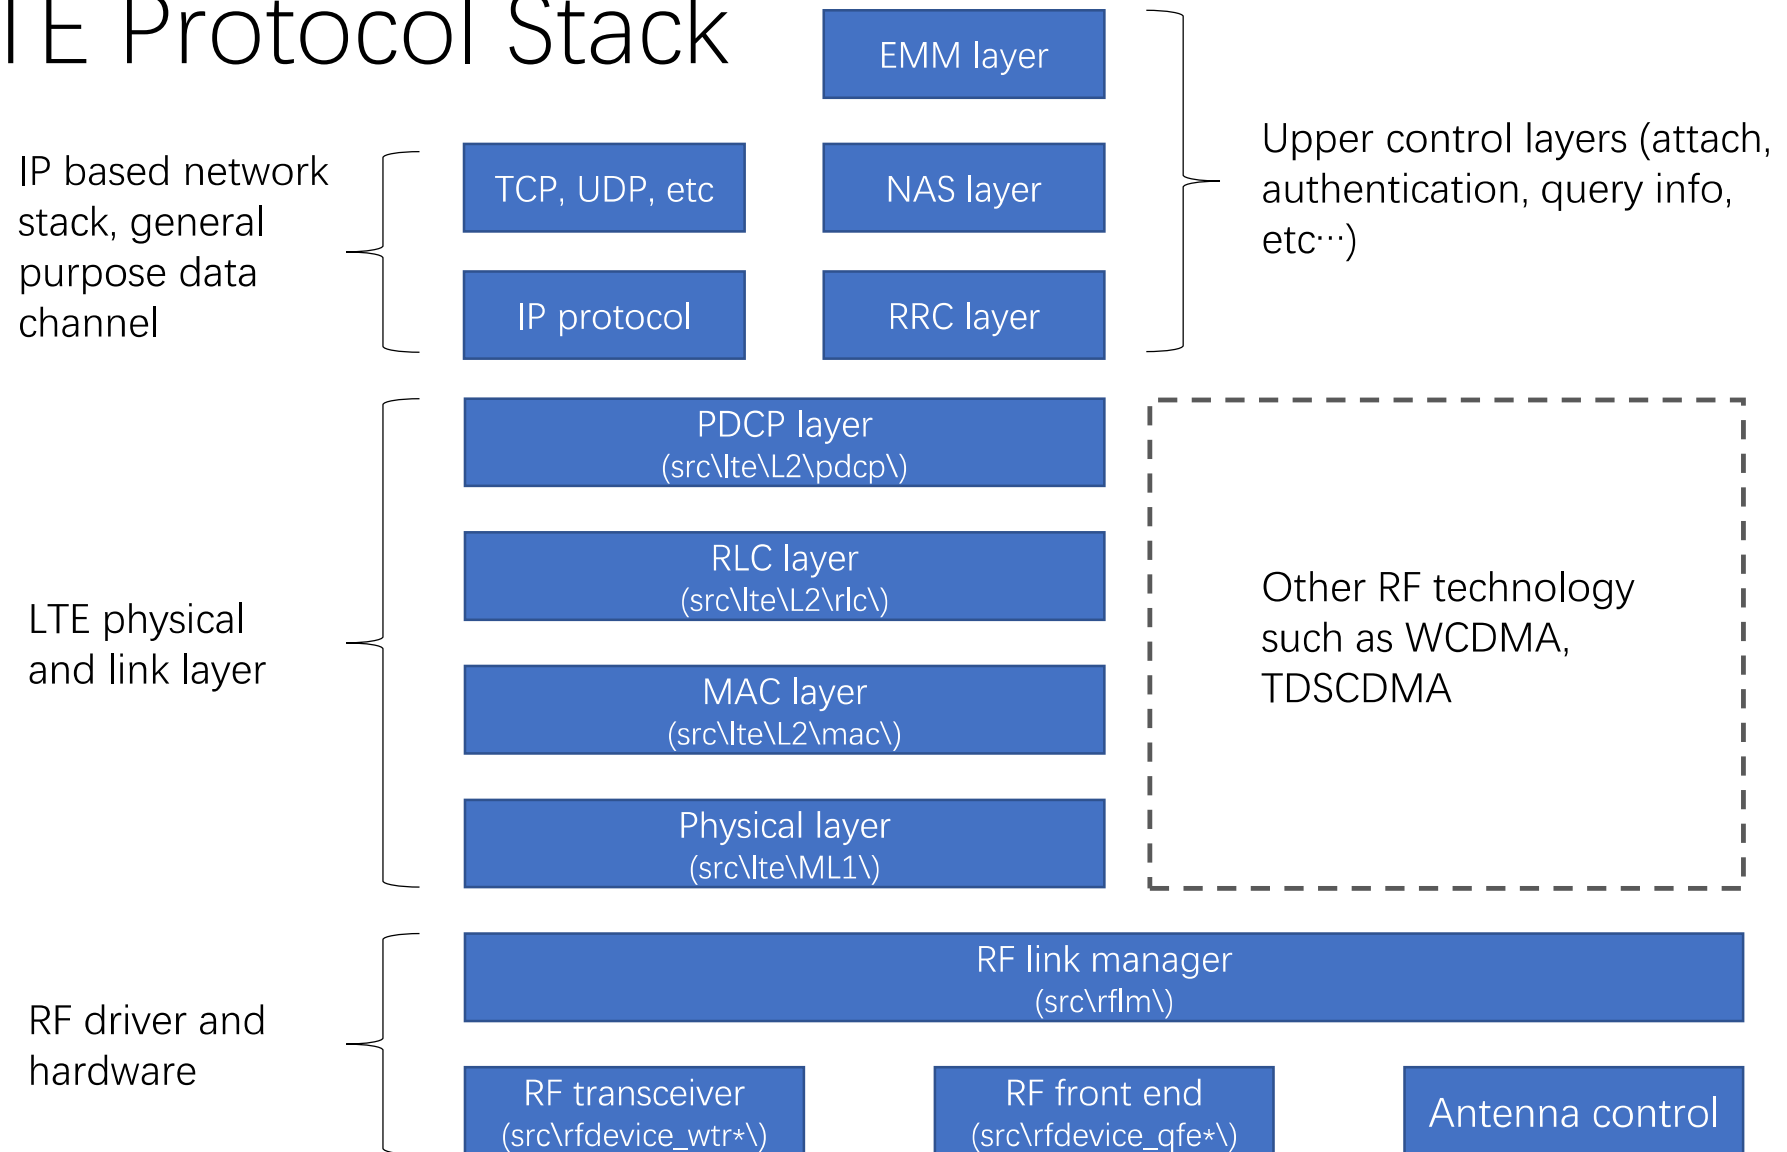 TE Protocol Stack
EMM layer
IP based network
stack, general
purpose data
channel
TCP, UDP, etc
NAS layer
IP protocol
RRC layer
Upper control layers (attach,
authentication, query info,
etc…)
PDCP layer
(src\lte\L2\pdcp\)
RLC layer
(src\lte\L2\rlc\)
MAC layer
(src\lte\L2\mac\)
Physical layer
(src\lte\ML1\)
LTE physical
and link layer
Other RF technology
such as WCDMA,
TDSCDMA
RF driver and
hardware
RF link manager
(src\rflm\)
RF transceiver
(src\rfdevice_wtr*\)
RF front end
(src\rfdevice_qfe*\)
Antenna control